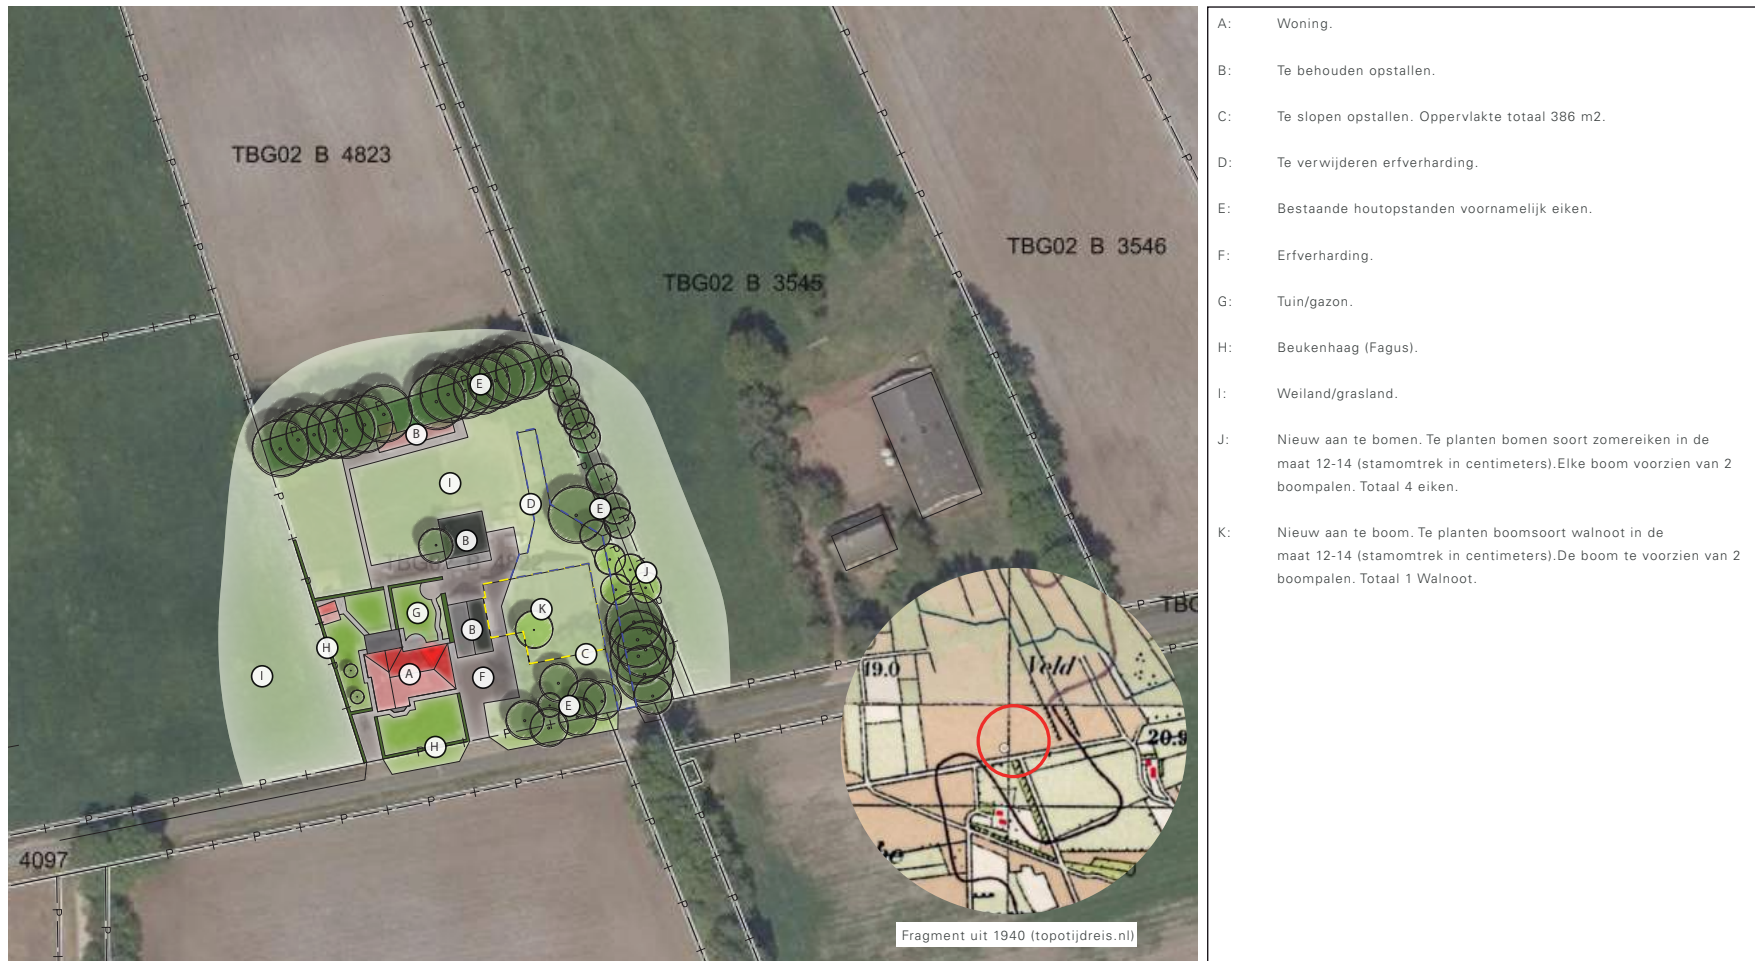 TBG02 B 4823
TBG02 B 3546
TBG02 B 3545
E
B
I
D
E
B
J
K
G
B
H
C
I
A
F
E
H
4097
19.0
Veld
20.9
Fragment uit 1940 (topotijdreis.nl)
A: Woning.
B: Te behouden opstallen.
C: Te slopen opstallen. Oppervlakte totaal 386 m2.
D: Te verwijderen erfverharding.
E: Bestaande houtopstanden voornamelijk eiken.
F: Erfverharding.
G: Tuin/gazon.
H: Beukenhaag (Fagus).
I: Weiland/grasland.
J: Nieuw aan te bomen. Te planten bomen soort zomereiken in de
maat 12-14 (stamomtrek in centimeters).Elke boom voorzien van 2
boompalen. Totaal 4 eiken.
K: Nieuw aan te boom. Te planten boomsoort walnoot in de
maat 12-14 (stamomtrek in centimeters).De boom te voorzien van 2
boompalen. Totaal 1 Walnoot.